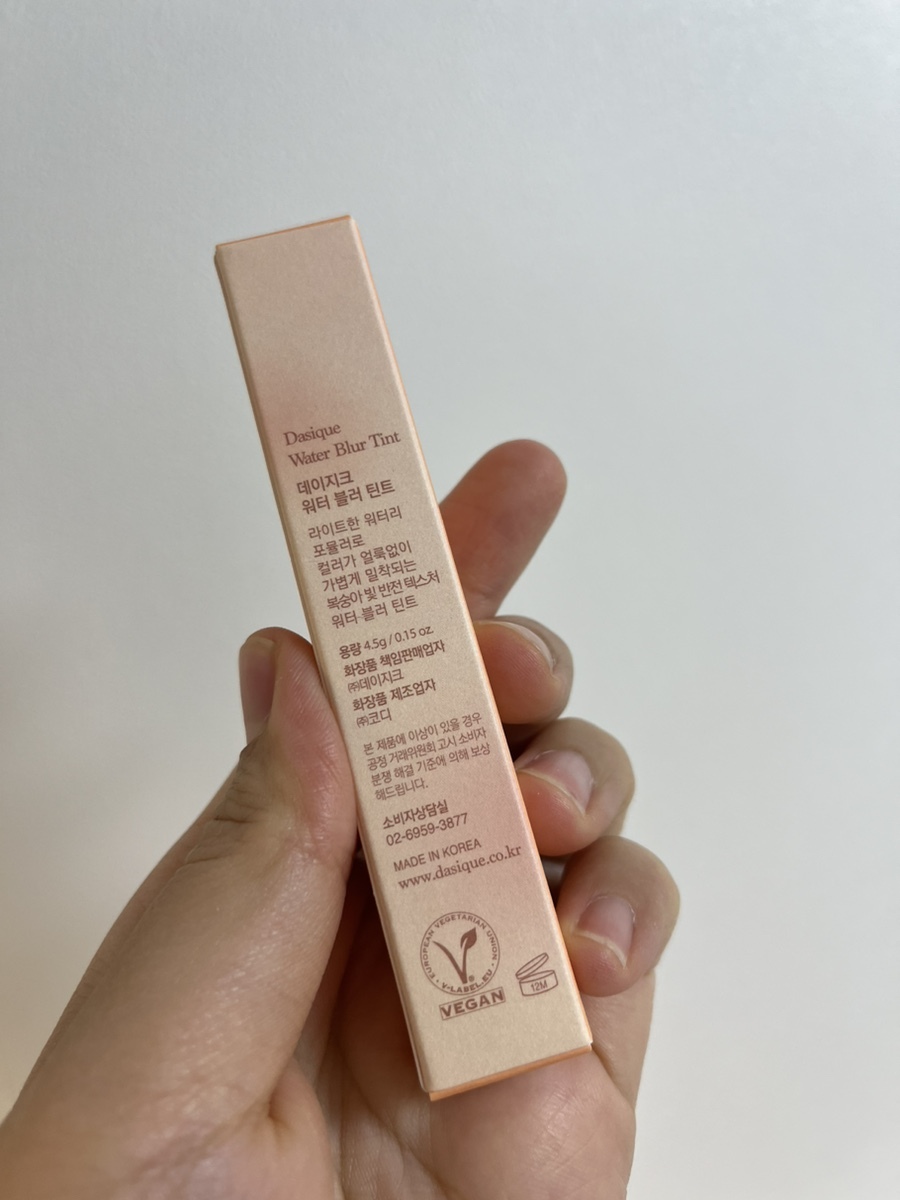 Dasique
Water Blur Tint
데이지크
워터 블러 틴트
라이트한 워터리
포뮬러로
컬러가 얼룩없이
가볍게 밀착되는
복숭아 빛 반전 텍스처
워터 블러 틴트
용량 4.5g / 0.15 oz.
화장품 책임판매업자
㈜데이지크
화장품 제조업자
㈜코디
본 제품에 이상이 있을 경우
공정 거래위원회 고시 소비자
분쟁 해결 기준에 의해 보상
해드립니다.
소비자상담실
02-6959-3877
MADE IN KOREA
www.dasique.co.kr
EUROPEAN VEGETARIAN UNION
• V-LABEL.EU •
VEGAN
12M